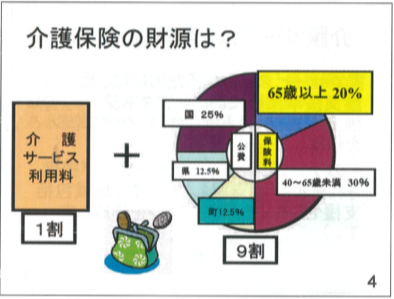 介護保険の財源は？
介　護
サービス
利用料
1割
＋
65歳以上 20%
国 25%
公費
保険料
県 12.5%
40～65歳未満 30%
町12.5%
9割
4